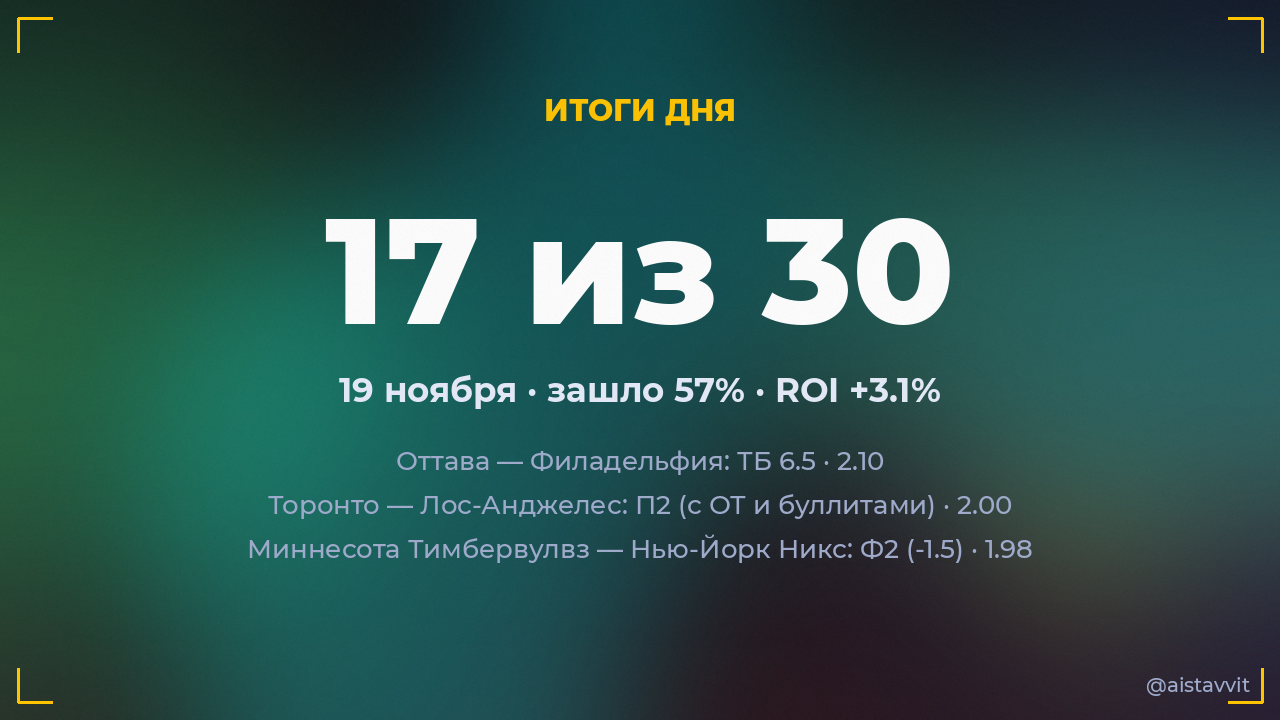 ИТОГИ ДНЯ
17 из 30
19 ноября · зашло 57% · ROI +3.1%
Оттава — Филадельфия: ТБ 6.5 · 2.10
Торонто — Лос-Анджелес: П2 (с ОТ и буллитами) · 2.00
Миннесота Тимбервулвз — Нью-Йорк Никс: Ф2 (-1.5) · 1.98
@aistavvit